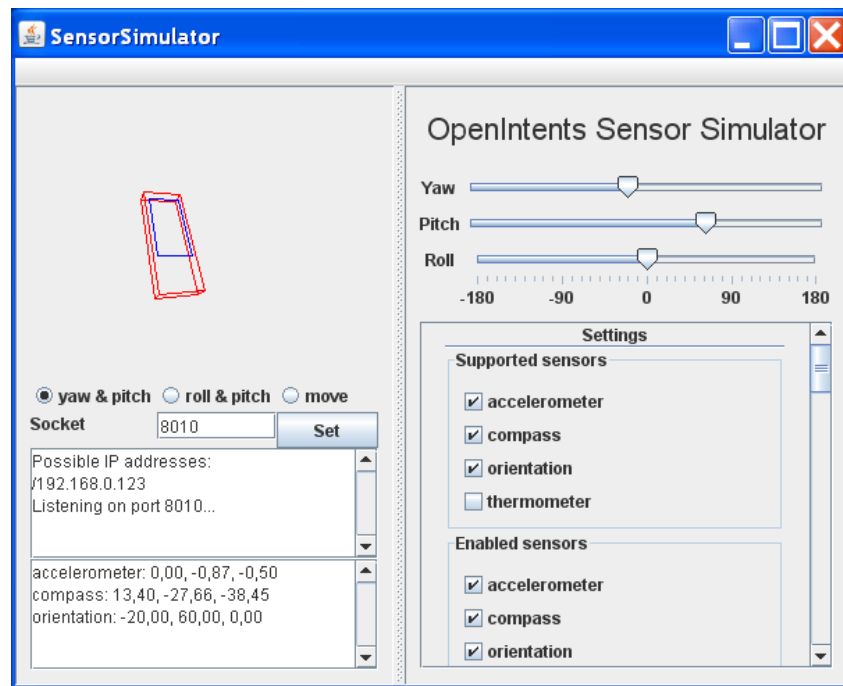 SensorSimulator
yaw & pitch roll & pitch move
Socket 8010 Set
Possible IP addresses:
/192.168.0.123
Listening on port 8010...
accelerometer: 0,00, -0,87, -0,50
compass: 13,40, -27,66, -38,45
orientation: -20,00, 60,00, 0,00
OpenIntents Sensor Simulator
Yaw
Pitch
Roll
-180 -90 0 90 180
Settings
Supported sensors
accelerometer
compass
orientation
thermometer
Enabled sensors
accelerometer
compass
orientation